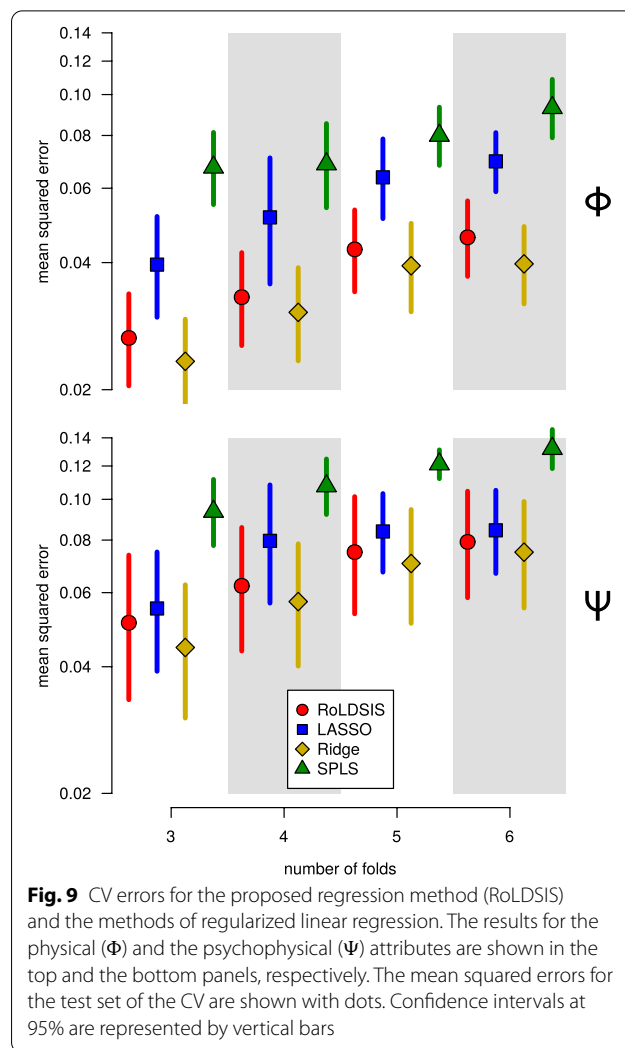 0.14
0.12
0.10
0.08
0.06
0.04
0.02
mean squared error
Φ
0.14
0.12
0.10
0.08
0.06
0.04
0.02
mean squared error
Ψ
RoLDSIS
LASSO
Ridge
SPLS
3 4 5 6
number of folds
Fig. 9 CV errors for the proposed regression method (RoLDSIS)
and the methods of regularized linear regression. The results for the
physical (Φ) and the psychophysical (Ψ) attributes are shown in the
top and the bottom panels, respectively. The mean squared errors for
the test set of the CV are shown with dots. Confidence intervals at
95% are represented by vertical bars